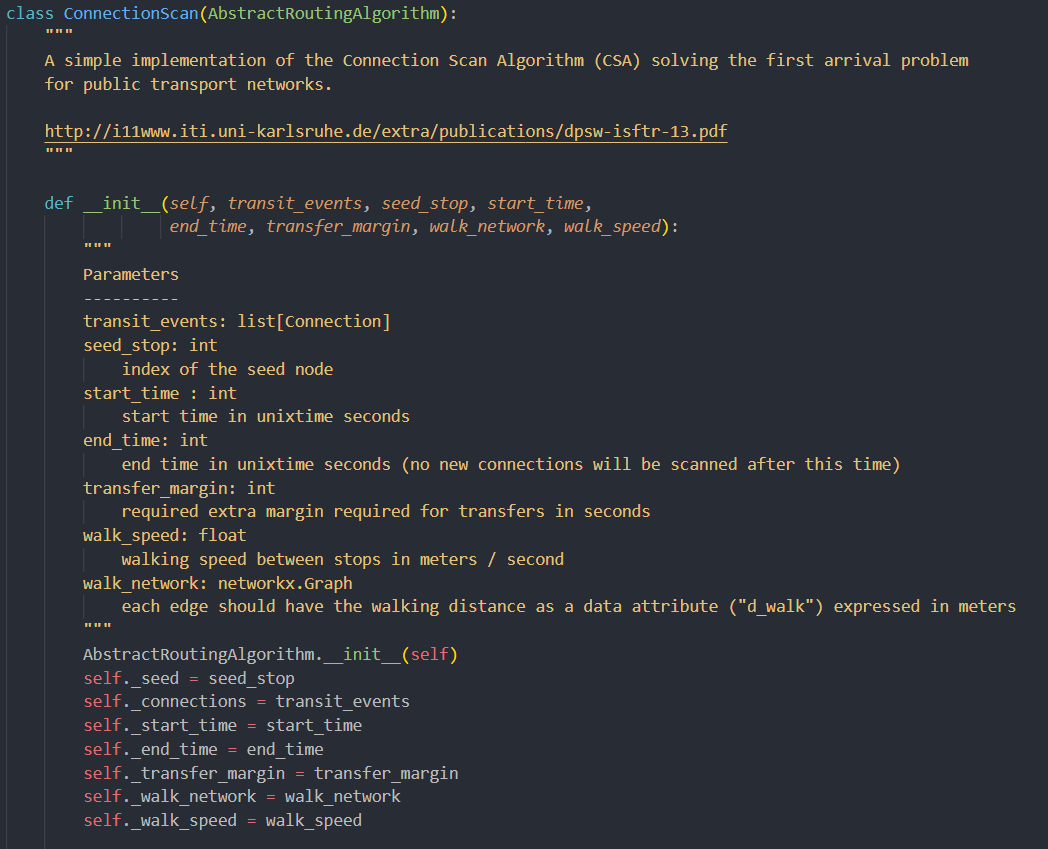 class ConnectionScan(AbstractRoutingAlgorithm):
    """
    A simple implementation of the Connection Scan Algorithm (CSA) solving the first arrival problem
    for public transport networks.

    http://i11www.iti.uni-karlsruhe.de/extra/publications/dpsw-isftr-13.pdf
    """

    def __init__(self, transit_events, seed_stop, start_time,
                 end_time, transfer_margin, walk_network, walk_speed):
        """
        Parameters
        ----------
        transit_events: list[Connection]
        seed_stop: int
            index of the seed node
        start_time : int
            start time in unixtime seconds
        end_time: int
            end time in unixtime seconds (no new connections will be scanned after this time)
        transfer_margin: int
            required extra margin required for transfers in seconds
        walk_speed: float
            walking speed between stops in meters / second
        walk_network: networkx.Graph
            each edge should have the walking distance as a data attribute ("d_walk") expressed in meters
        """
        AbstractRoutingAlgorithm.__init__(self)
        self._seed = seed_stop
        self._connections = transit_events
        self._start_time = start_time
        self._end_time = end_time
        self._transfer_margin = transfer_margin
        self._walk_network = walk_network
        self._walk_speed = walk_speed